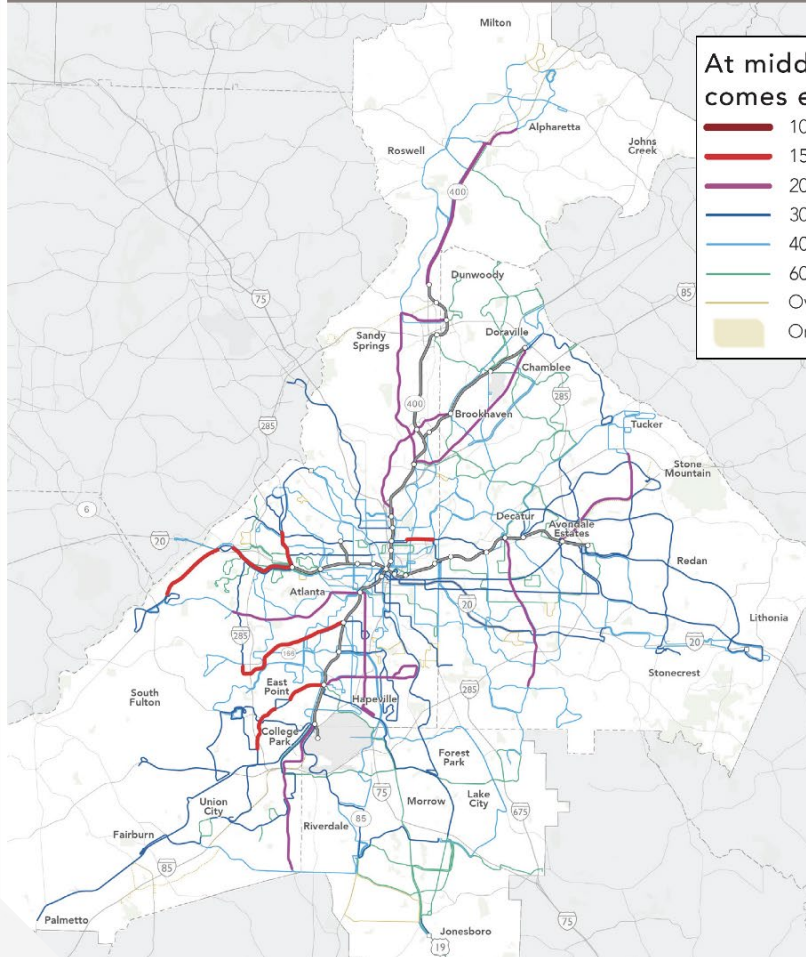 Milton
At midd
comes e
10
15
20
30
40
60
Ov
Or
Alpharetta
Roswell
Johns
Creek
400
Dunwoody
75
85
Sandy
Springs
Doraville
Chamblee
285
400
285
Brookhaven
Tucker
Stone
Mountain
6
20
Decatur
Avondale
Estates
Redan
Atlanta
20
Lithonia
285
166
20
Stonecrest
South
Fulton
East
Point
Hapeville
285
College
Park
Forest
Park
75
Union
City
Morrow
Lake
City
675
85
Riverdale
Fairburn
85
Palmetto
75
Jonesboro
19